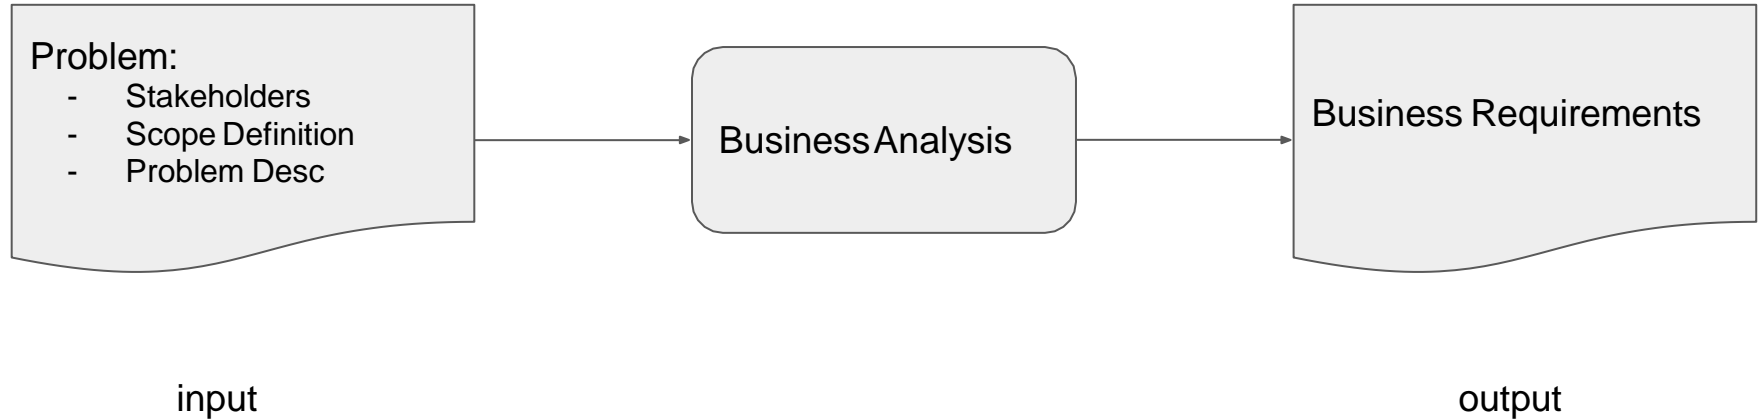 Problem:
- Stakeholders
- Scope Definition
- Problem Desc
Business Analysis
Business Requirements
input
output